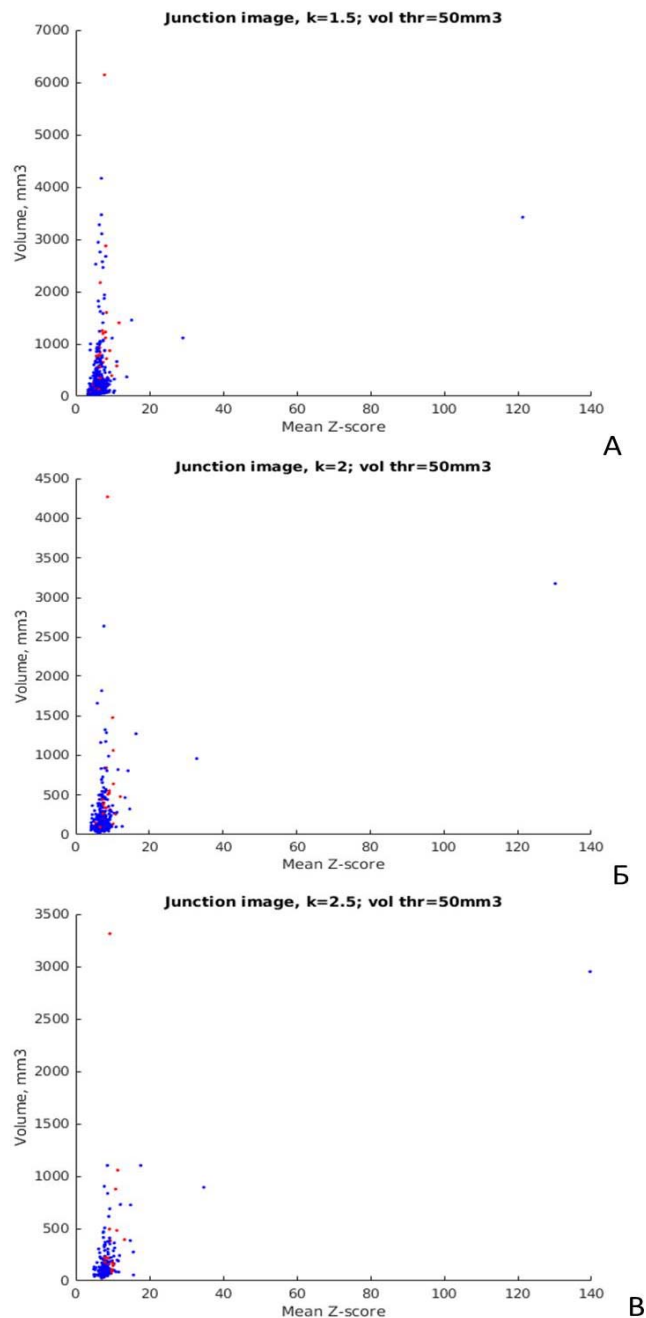 Junction image, k=1.5; vol thr=50mm3
7000
6000
5000
4000
3000
2000
1000
0
Volume, mm3
0 20 40 60 80 100 120 140
Mean Z-score
А
Junction image, k=2; vol thr=50mm3
4500
4000
3500
3000
2500
2000
1500
1000
500
0
Volume, mm3
0 20 40 60 80 100 120 140
Mean Z-score
Б
Junction image, k=2.5; vol thr=50mm3
3500
3000
2500
2000
1500
1000
500
0
Volume, mm3
0 20 40 60 80 100 120 140
Mean Z-score
В